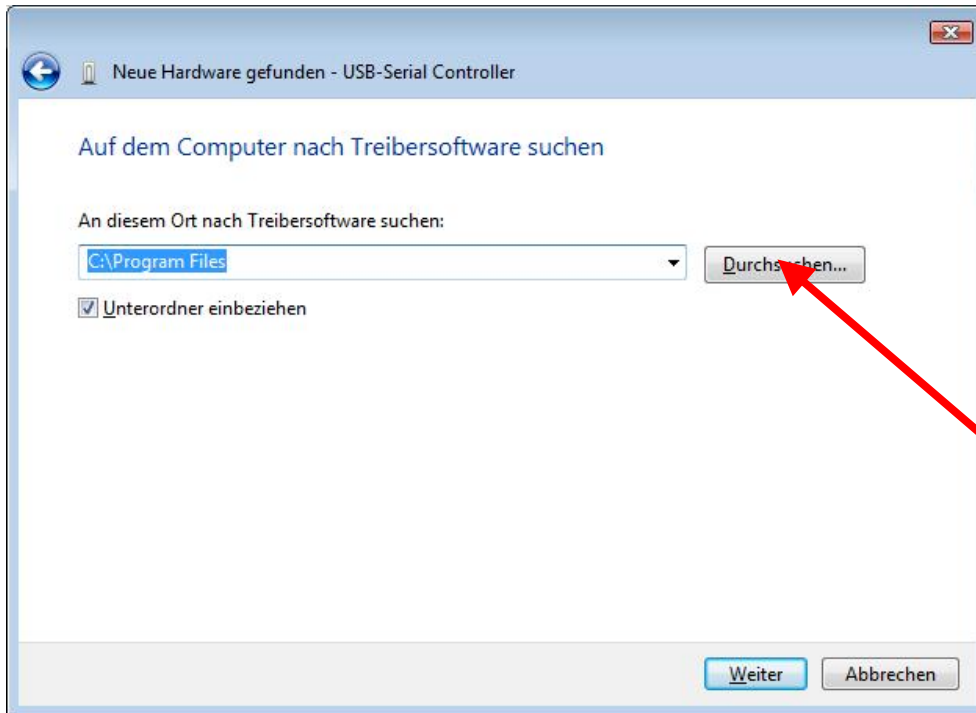 Neue Hardware gefunden - USB-Serial Controller
Auf dem Computer nach Treibersoftware suchen
An diesem Ort nach Treibersoftware suchen:
C:\Program Files
Durchsuchen...
Unterordner einbeziehen
Weiter
Abbrechen